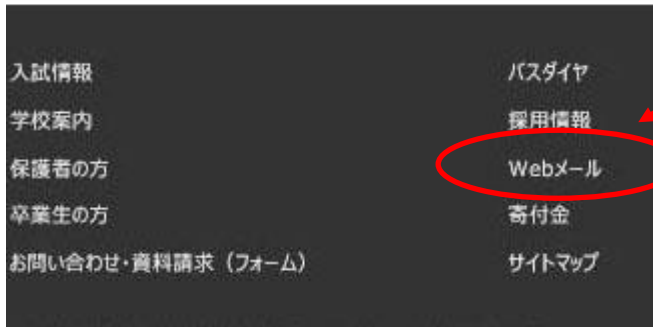 入試情報
学校案内
保護者の方
卒業生の方
お問い合わせ・資料請求（フォーム）
バスダイヤ
採用情報
Webメール
寄付金
サイトマップ